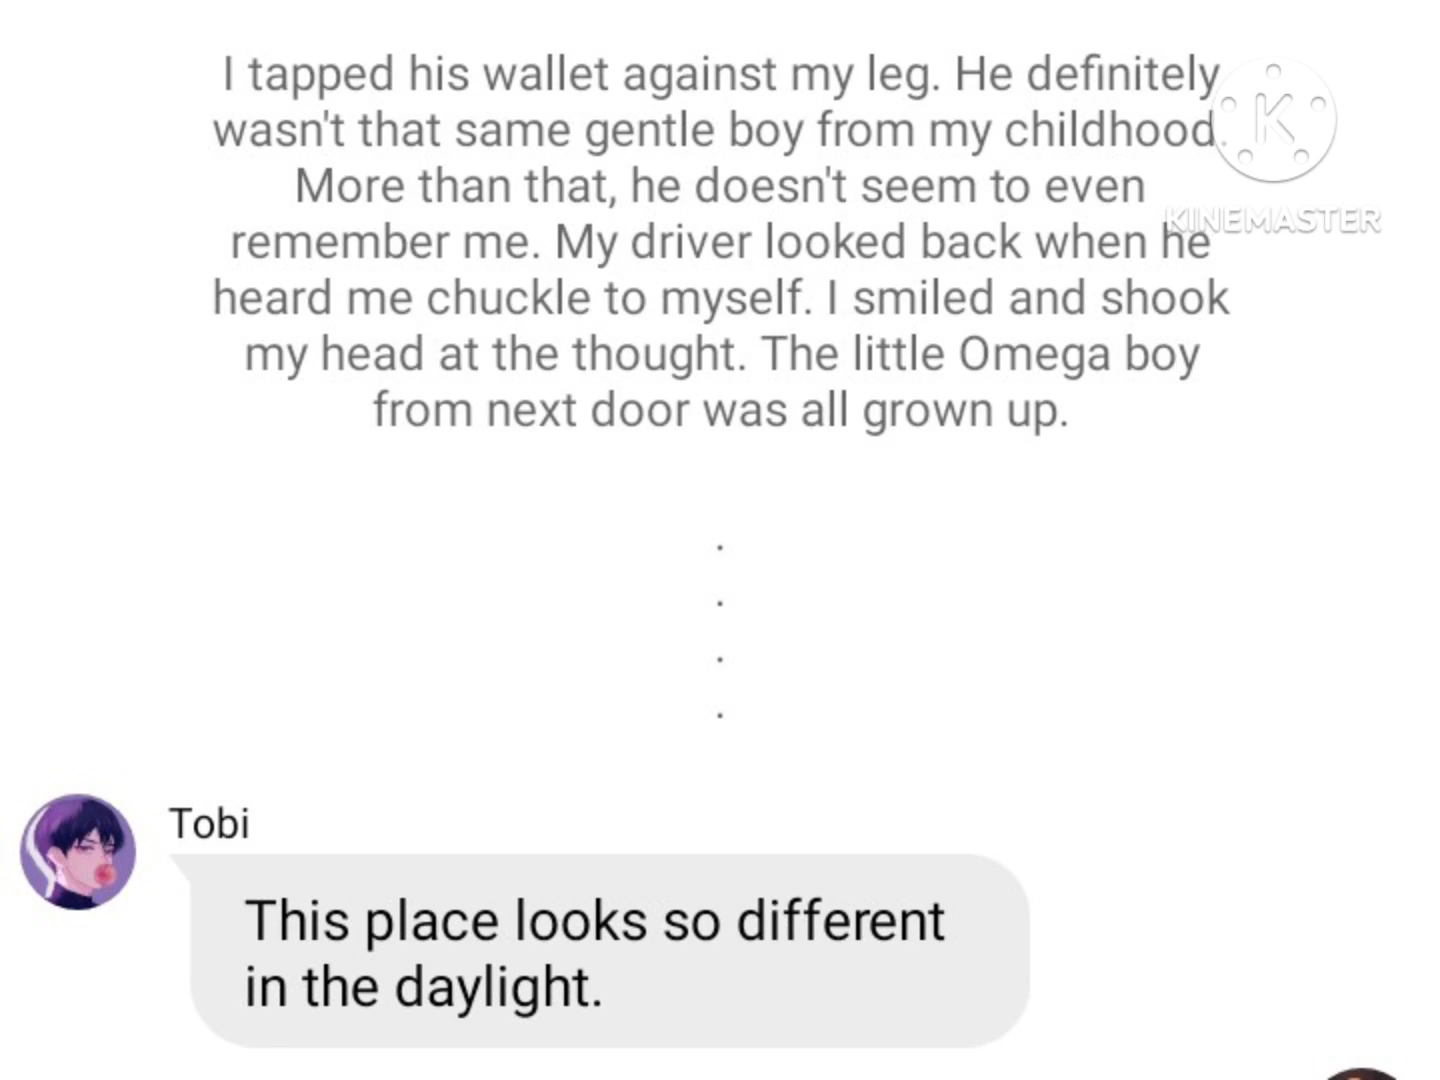 I tapped his wallet against my leg. He definitely
wasn't that same gentle boy from my childhood.
More than that, he doesn't seem to even
remember me. My driver looked back when he
heard me chuckle to myself. I smiled and shook
my head at the thought. The little Omega boy
from next door was all grown up.
K
KINEMASTER
.
.
.
.
Tobi
This place looks so different
in the daylight.